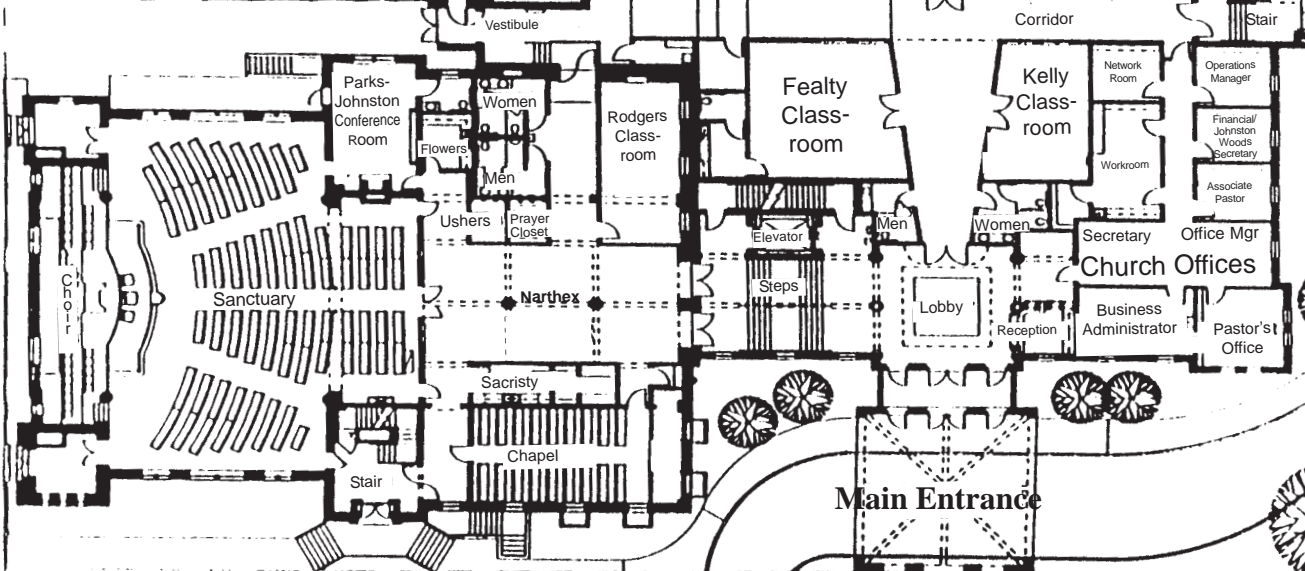 Vestibule
Corridor
Stair
Parks-
Johnston
Conference
Room
Women
Flowers
Men
Rodgers
Class-
room
Fealty
Class-
room
Kelly
Class-
room
Network
Room
Operations
Manager
Financial/
Johnston
Woods
Secretary
Workroom
Associate
Pastor
Ushers
Prayer
Closet
Elevator
Men
Women
Secretary
Office Mgr
Church Offices
Choir
Sanctuary
Narthex
Steps
Lobby
Reception
Business
Administrator
Pastor's
Office
Sacristy
Chapel
Stair
Main Entrance